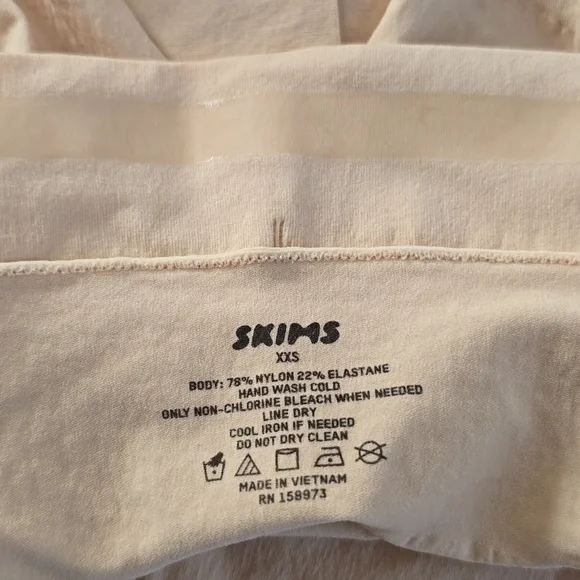 SKIMS
XXS
BODY: 78% NYLON 22% ELASTANE
HAND WASH COLD
ONLY NON-CHLORINE BLEACH WHEN NEEDED
LINE DRY
COOL IRON IF NEEDED
DO NOT DRY CLEAN
MADE IN VIETNAM
RN 158973